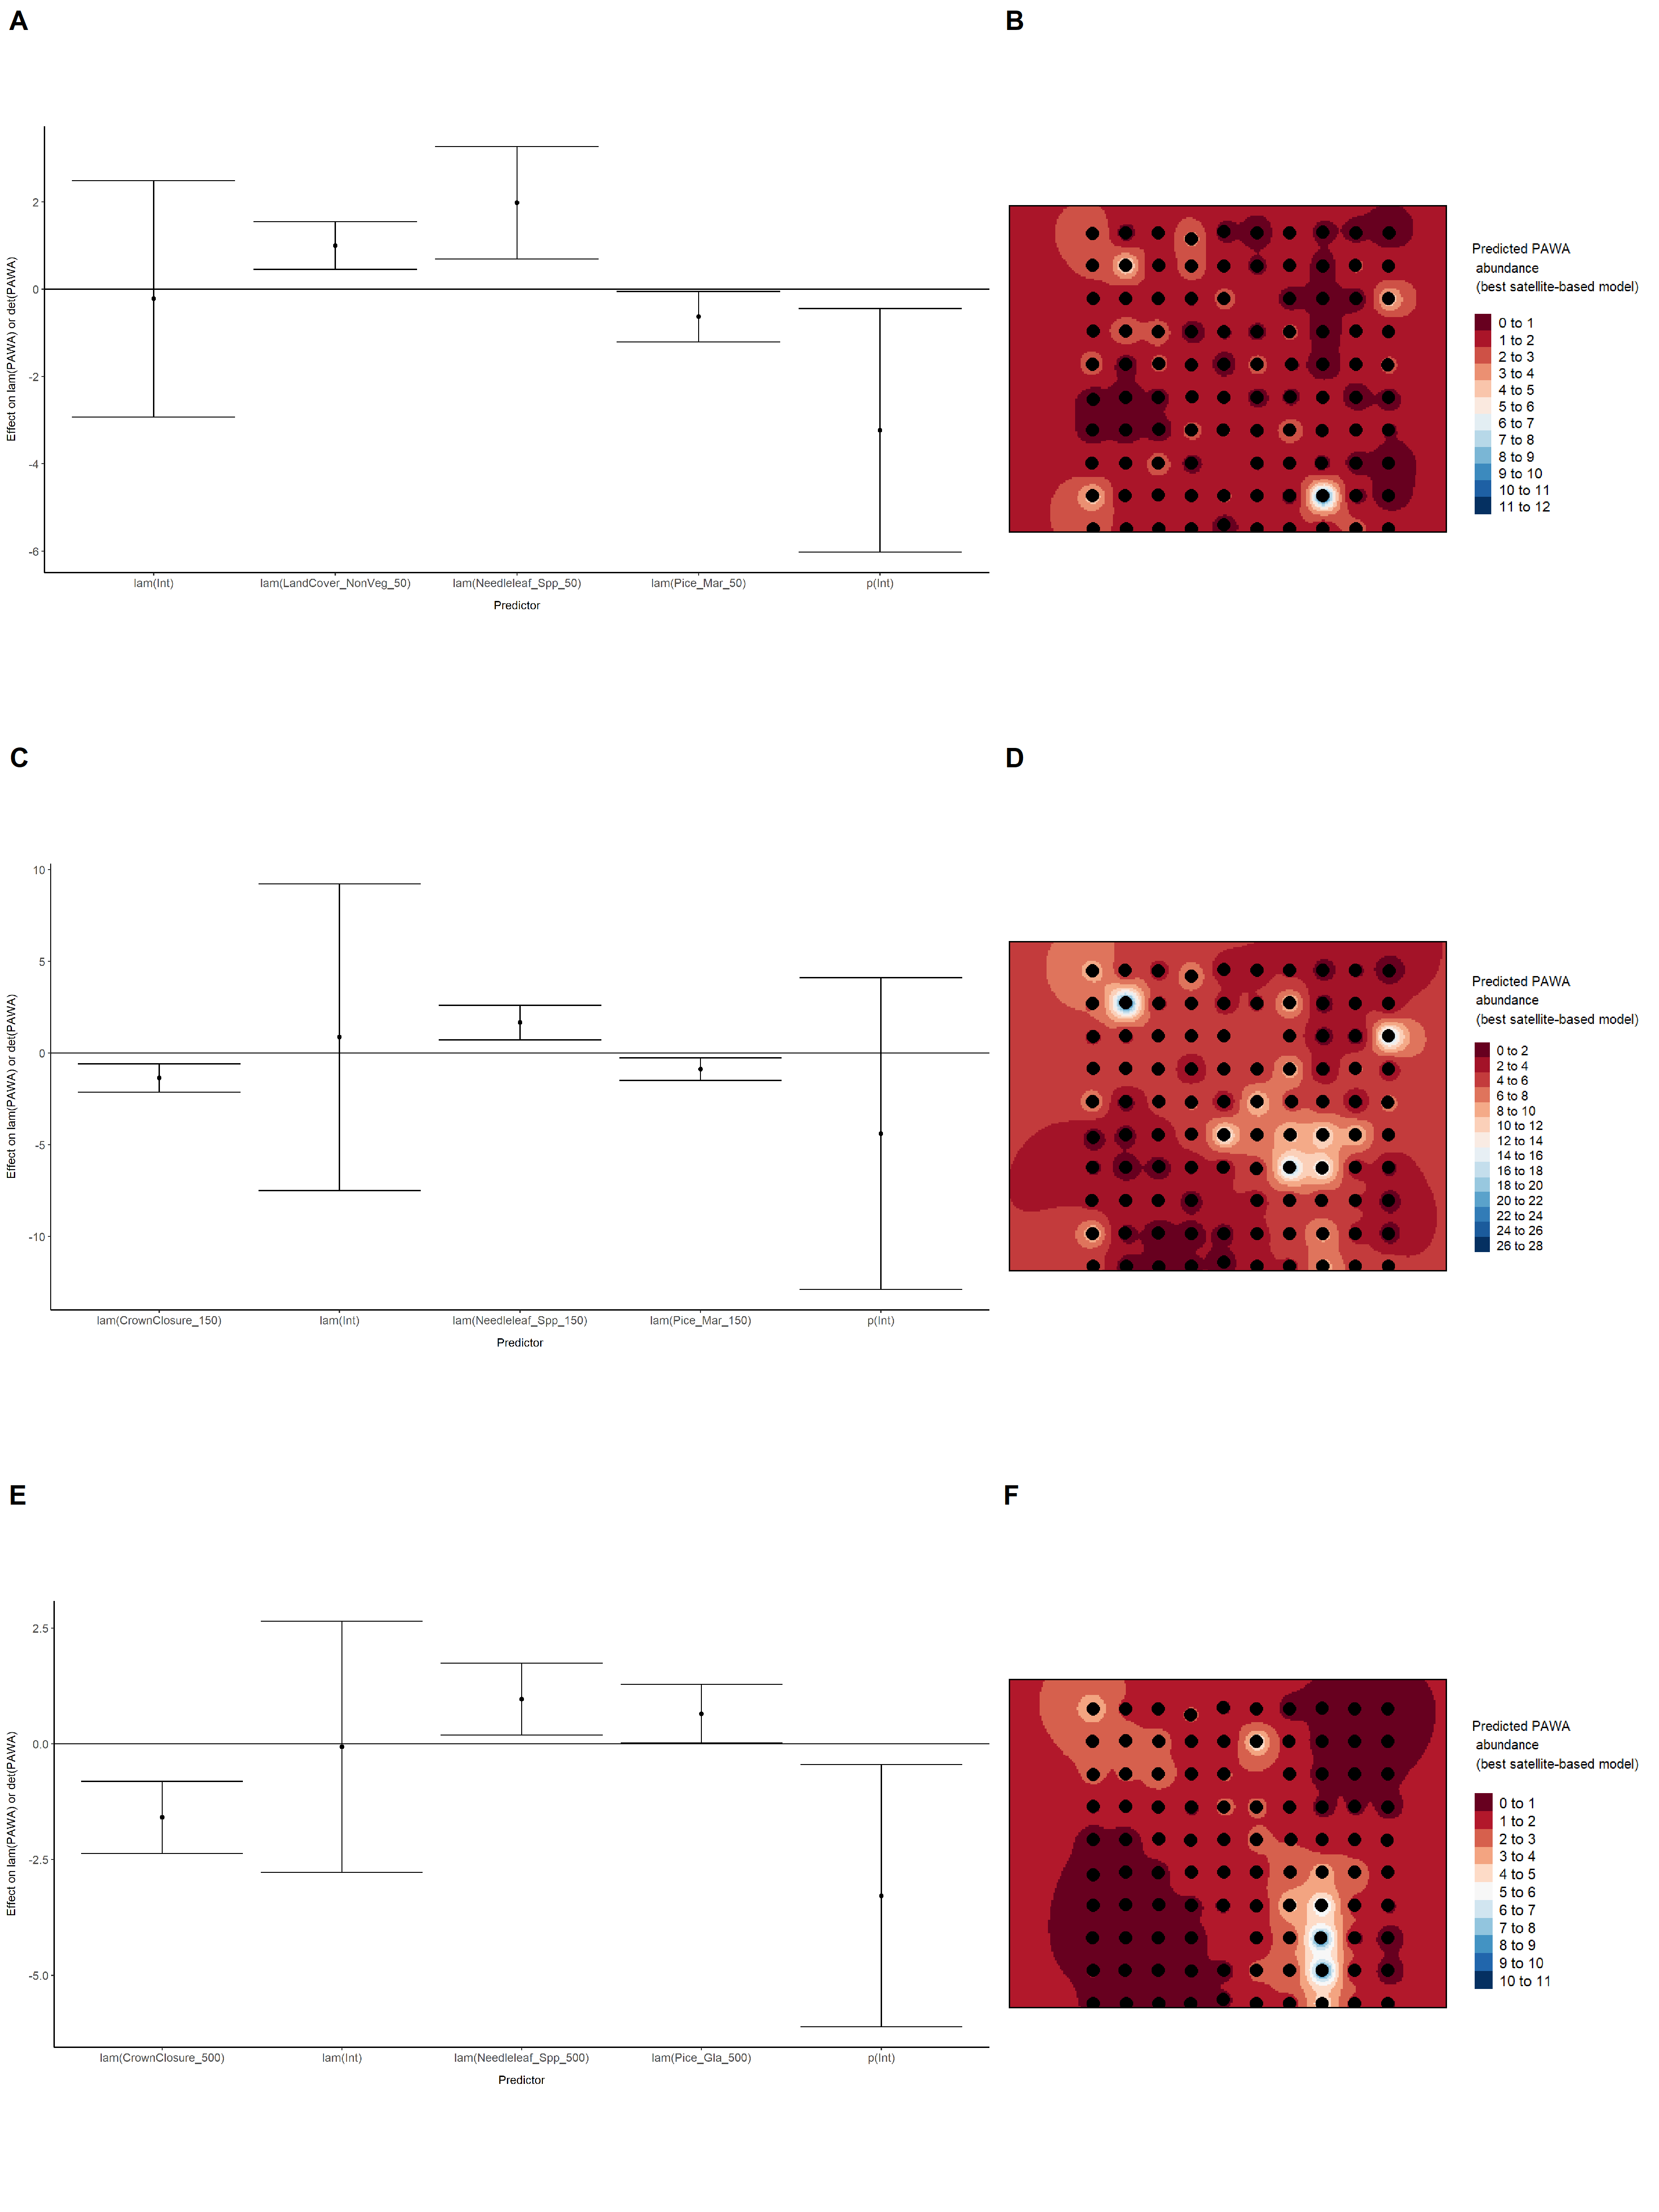 A
B
Effect on lam(PAWA) or det(PAWA)
2
0
-2
-4
-6
lam(Int)
lam(LandCover_NonVeg_50)
lam(Needleleaf_Spp_50)
lam(Pice_Mar_50)
p(Int)
Predictor
Predicted PAWA
abundance
(best satellite-based model)
0 to 1
1 to 2
2 to 3
3 to 4
4 to 5
5 to 6
6 to 7
7 to 8
8 to 9
9 to 10
10 to 11
11 to 12
C
D
Effect on lam(PAWA) or det(PAWA)
10
5
0
-5
-10
lam(CrownClosure_150)
lam(Int)
lam(Needleleaf_Spp_150)
lam(Pice_Mar_150)
p(Int)
Predictor
Predicted PAWA
abundance
(best satellite-based model)
0 to 2
2 to 4
4 to 6
6 to 8
8 to 10
10 to 12
12 to 14
14 to 16
16 to 18
18 to 20
20 to 22
22 to 24
24 to 26
26 to 28
E
F
Effect on lam(PAWA) or det(PAWA)
2.5
0.0
-2.5
-5.0
lam(CrownClosure_500)
lam(Int)
lam(Needleleaf_Spp_500)
lam(Pice_Gla_500)
p(Int)
Predictor
Predicted PAWA
abundance
(best satellite-based model)
0 to 1
1 to 2
2 to 3
3 to 4
4 to 5
5 to 6
6 to 7
7 to 8
8 to 9
9 to 10
10 to 11